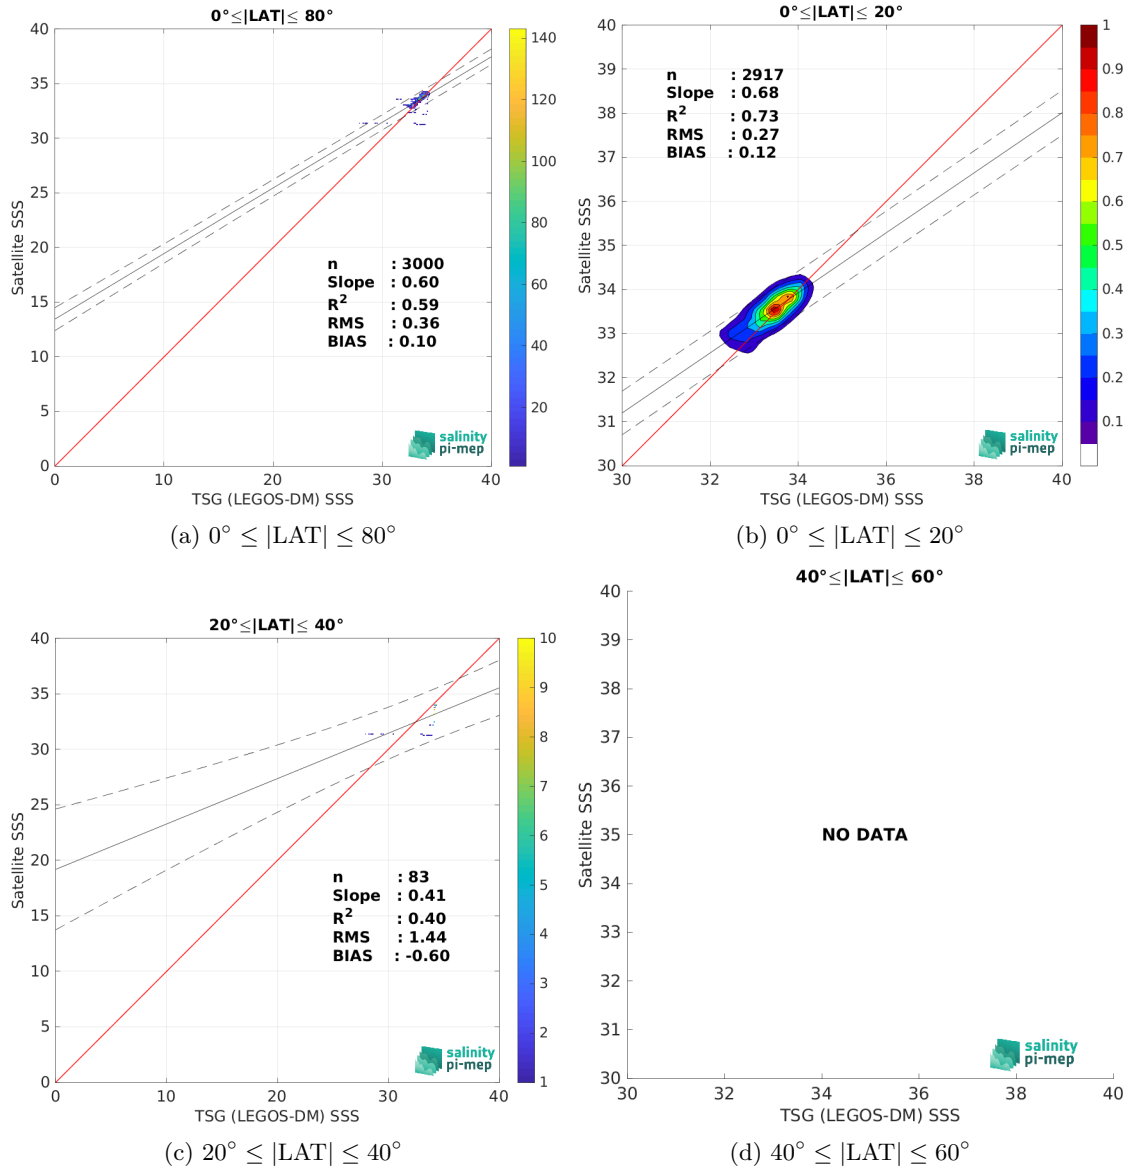 0°≤|LAT|≤ 80°
40
35
30
25
20
15
10
5
0
Satellite SSS
n : 3000
Slope : 0.60
R² : 0.59
RMS : 0.36
BIAS : 0.10
salinity
pi-mep
0 10 20 30 40
TSG (LEGOS-DM) SSS
140
120
100
80
60
40
20
(a) 0° ≤ |LAT| ≤ 80°
0°≤|LAT|≤ 20°
40
39
38
37
36
35
34
33
32
31
30
Satellite SSS
n : 2917
Slope : 0.68
R² : 0.73
RMS : 0.27
BIAS : 0.12
salinity
pi-mep
30 32 34 36 38 40
TSG (LEGOS-DM) SSS
1
0.9
0.8
0.7
0.6
0.5
0.4
0.3
0.2
0.1
(b) 0° ≤ |LAT| ≤ 20°
20°≤|LAT|≤ 40°
40
35
30
25
20
15
10
5
0
Satellite SSS
n : 83
Slope : 0.41
R² : 0.40
RMS : 1.44
BIAS : -0.60
salinity
pi-mep
0 10 20 30 40
TSG (LEGOS-DM) SSS
10
9
8
7
6
5
4
3
2
1
(c) 20° ≤ |LAT| ≤ 40°
40°≤|LAT|≤ 60°
40
39
38
37
36
35
34
33
32
31
30
Satellite SSS
NO DATA
salinity
pi-mep
30 32 34 36 38 40
TSG (LEGOS-DM) SSS
(d) 40° ≤ |LAT| ≤ 60°